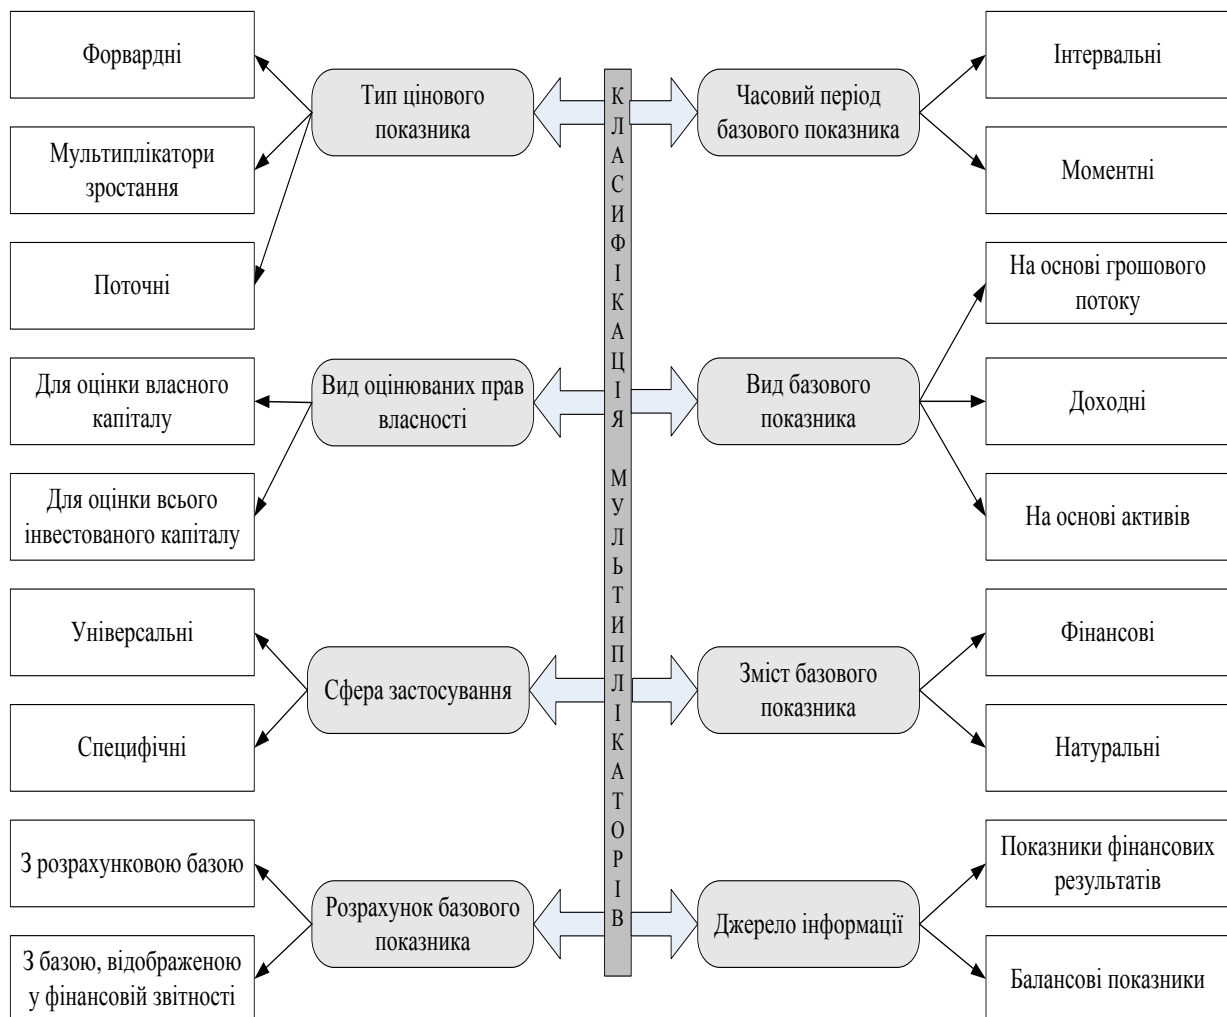 Форвардні
Мультиплікатори
зростання
Поточні
Тип цінового
показника
Для оцінки власного
капіталу
Для оцінки всього
інвестованого капіталу
Вид оцінюваних прав
власності
Універсальні
Специфічні
Сфера застосування
З розрахунковою базою
З базою, відображеною
у фінансовій звітності
Розрахунок базового
показника
КЛАСИФІКАЦІЯ МУЛЬТИПЛІКАТОРІВ
Часовий період
базового показника
Інтервальні
Моментні
Вид базового
показника
На основі грошового
потоку
Доходні
На основі активів
Зміст базового
показника
Фінансові
Натуральні
Джерело інформації
Показники фінансових
результатів
Балансові показники